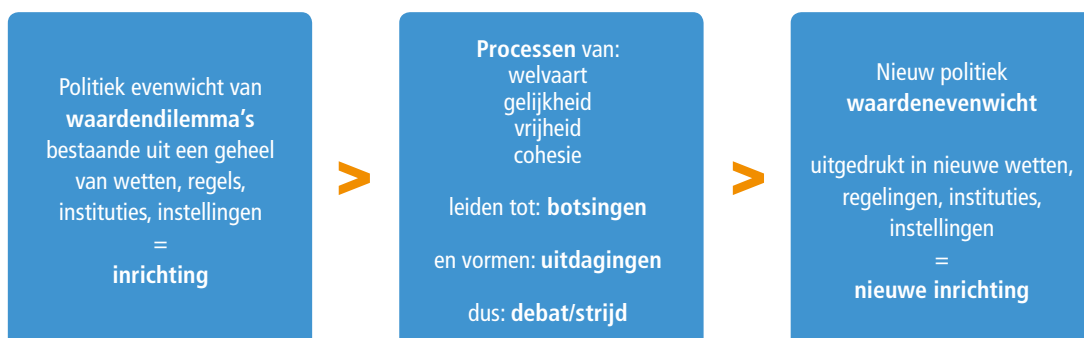 Politiek evenwicht van
waardendilemma's
bestaande uit een geheel
van wetten, regels,
instituties, instellingen
=
inrichting
>
Processen van:
welvaart
gelijkheid
vrijheid
cohesie
leiden tot: botsingen
en vormen: uitdagingen
dus: debat/strijd
>
Nieuw politiek
waardenevenwicht
uitgedrukt in nieuwe wetten,
regelingen, instituties,
instellingen
=
nieuwe inrichting